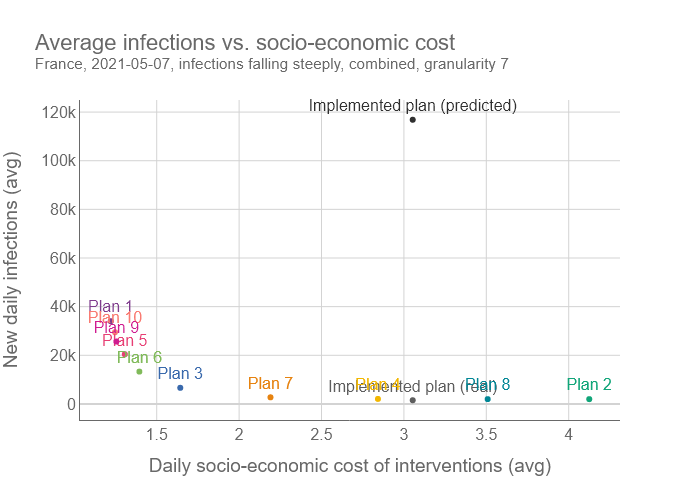 Average infections vs. socio-economic cost
France, 2021-05-07, infections falling steeply, combined, granularity 7
Implemented plan (predicted)
120k
100k
80k
60k
40k
20k
0
New daily infections (avg)
Plan 1
Plan 10
Plan 9
Plan 5
Plan 6
Plan 3
Plan 7
Plan 4
Implemented plan (real)
Plan 8
Plan 2
1.5
2
2.5
3
3.5
4
Daily socio-economic cost of interventions (avg)